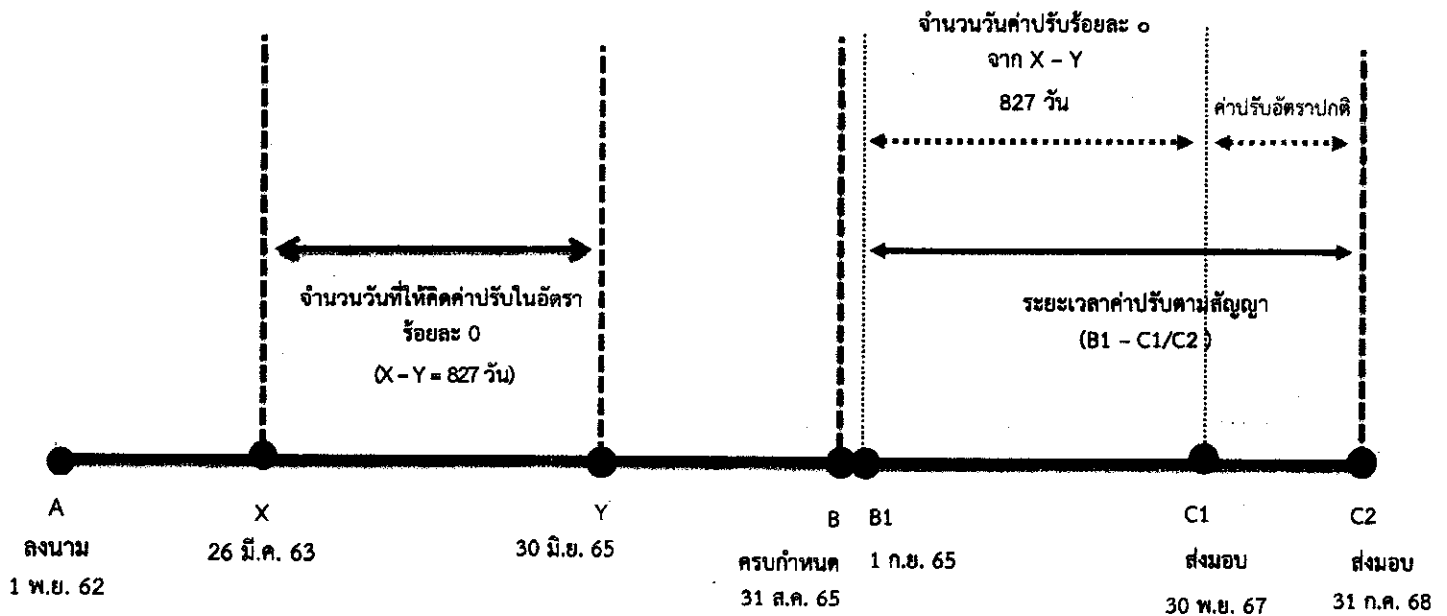 จำนวนวันค่าปรับร้อยละ ๐
จาก X – Y
827 วัน
ค่าปรับอัตราปกติ
จำนวนวันที่ให้คิดค่าปรับในอัตรา
ร้อยละ 0
(X – Y = 827 วัน)
ระยะเวลาค่าปรับตามสัญญา
(B1 – C1/C2 )
A
ลงนาม
1 พ.ย. 62
X
26 มี.ค. 63
Y
30 มิ.ย. 65
B
ครบกำหนด
31 ส.ค. 65
B1
1 ก.ย. 65
C1
ส่งมอบ
30 พ.ย. 67
C2
ส่งมอบ
31 ก.ค. 68